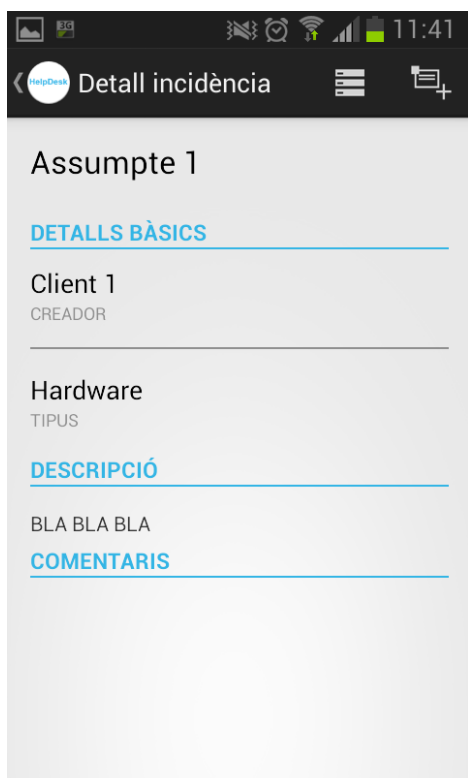 3G
11:41
HelpDesk
Detall incidència
Assumpte 1
DETALLS BÀSICS
Client 1
CREADOR
Hardware
TIPUS
DESCRIPCIÓ
BLA BLA BLA
COMENTARIS